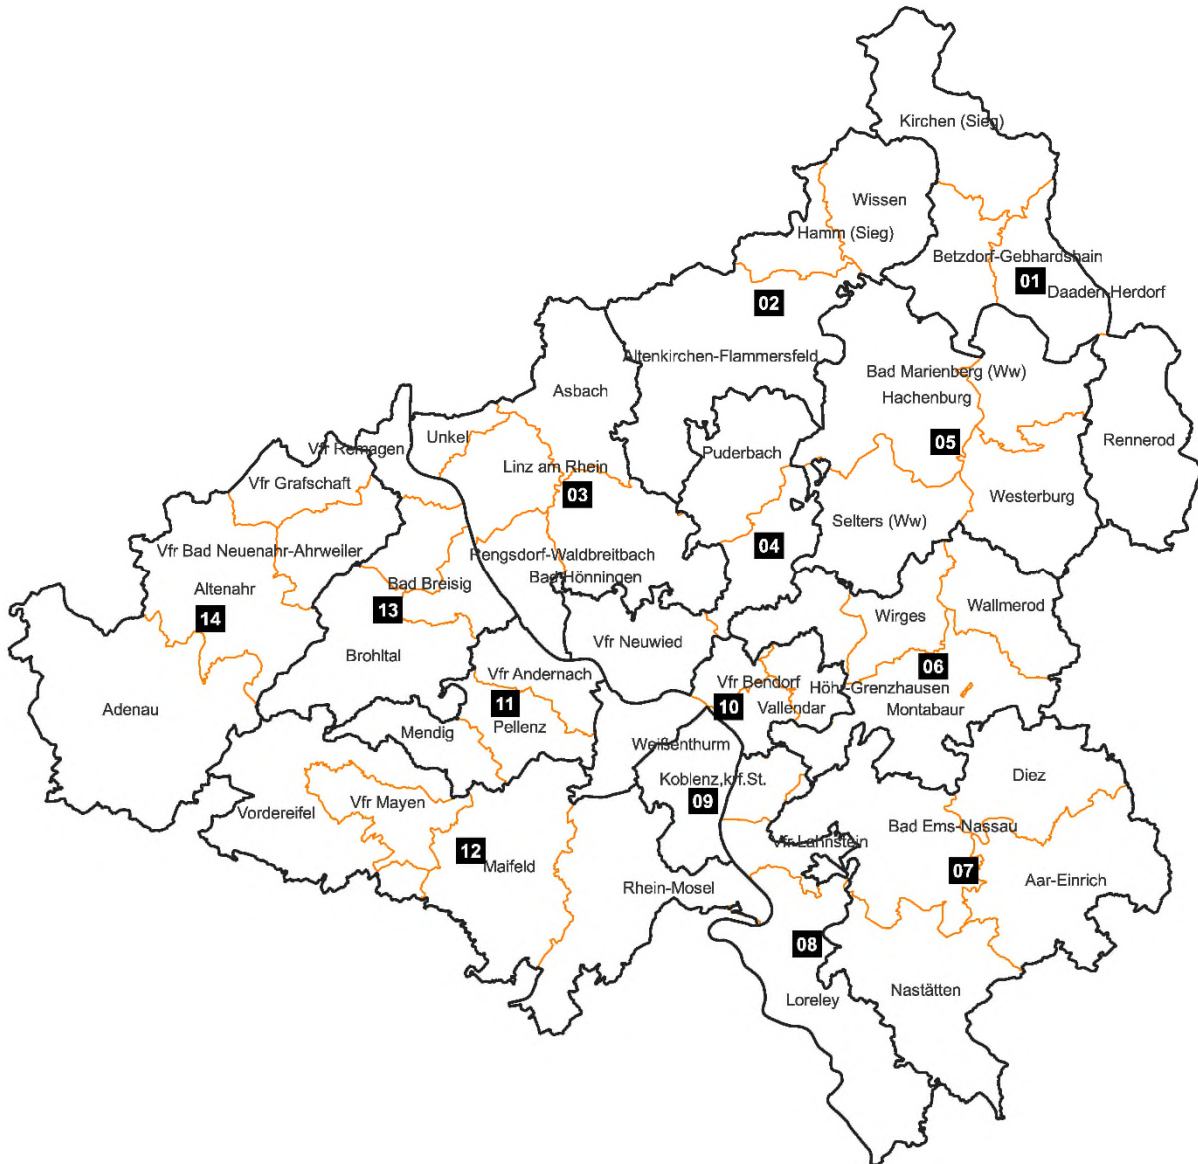 Kirchen (Sieg)
Wissen
Hamm (Sieg)
Betzdorf-Gebhardshain
01
Daaden-Herdorf
02
Altenkirchen-Flammersfeld
Asbach
Bad Marienberg (Ww)
Hachenburg
Unkel
Vfr Remagen
05
Rennerod
Puderbach
Linz am Rhein
Vfr Grafschaft
03
Westerburg
Selters (Ww)
04
Vfr Bad Neuenahr-Ahrweiler
Rengsdorf-Waldbreitbach
Bad Hönningen
Bad Breisig
Altenahr
13
14
Wirges
Wallmerod
Vfr Neuwied
Brohltal
06
Vfr Andernach
Vfr Bendorf
Höhr-Grenzhausen
11
10
Vallendar
Montabaur
Adenau
Mendig
Pellenz
Weißenthurm
Koblenz,krf.St.
Diez
09
Vfr Mayen
Vordereifel
Bad Ems-Nassau
Vfr Lahnstein
12
Maifeld
07
Rhein-Mosel
Aar-Einrich
08
Nastätten
Loreley